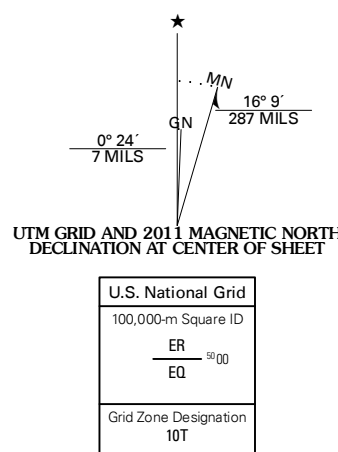 ★
MN
GN
16° 9´
287 MILS
0° 24´
7 MILS
UTM GRID AND 2011 MAGNETIC NORTH
DECLINATION AT CENTER OF SHEET
U.S. National Grid
100,000-m Square ID
ER
5000
EQ
Grid Zone Designation
10T